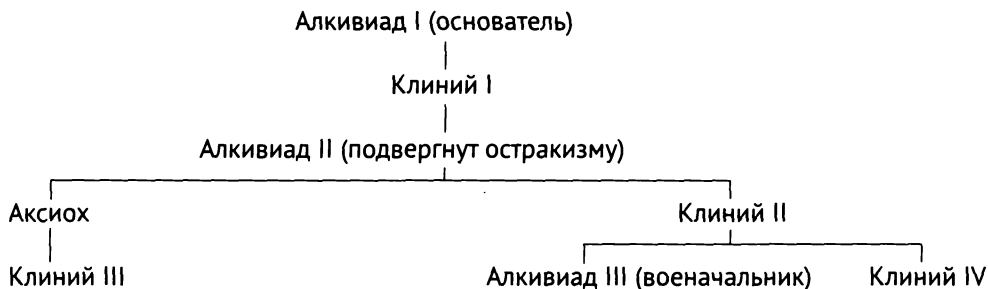 Алкивиад I (основатель)
Клиний I
Алкивиад II (подвергнут остракизму)
Аксиох Клиний II
Клиний III Алкивиад III (военачальник) Клиний IV